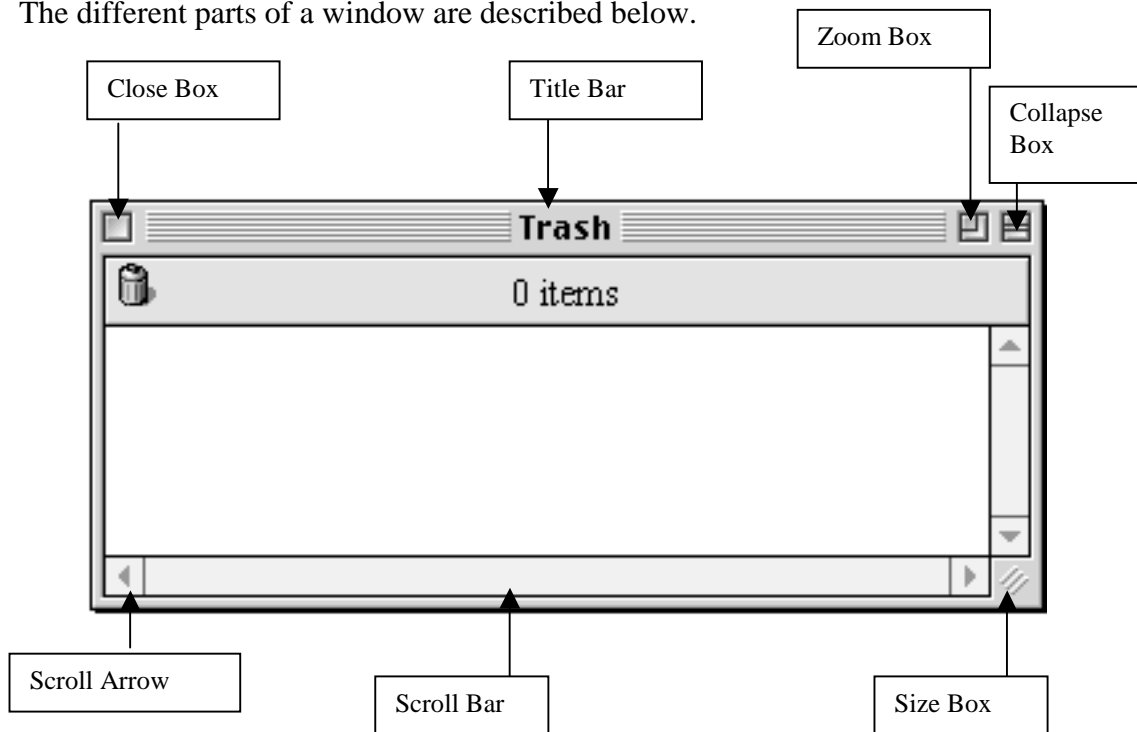 The different parts of a window are described below.
Zoom Box
Close Box
Title Bar
Collapse
Box
Trash
0 items
Scroll Arrow
Scroll Bar
Size Box